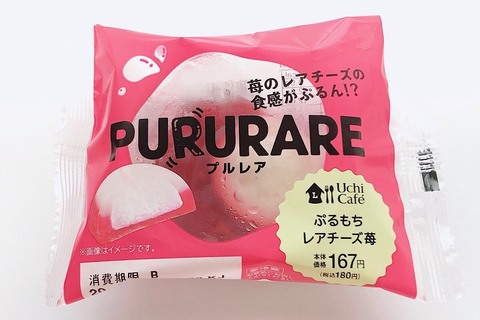 苺のレアチーズの
食感がぷるん!?
PURURARE
プルレア
Uchi
Café
ぷるもち
レアチーズ苺
本体
価格 167円
(税込180円)
※画像はイメージです。
消費期限